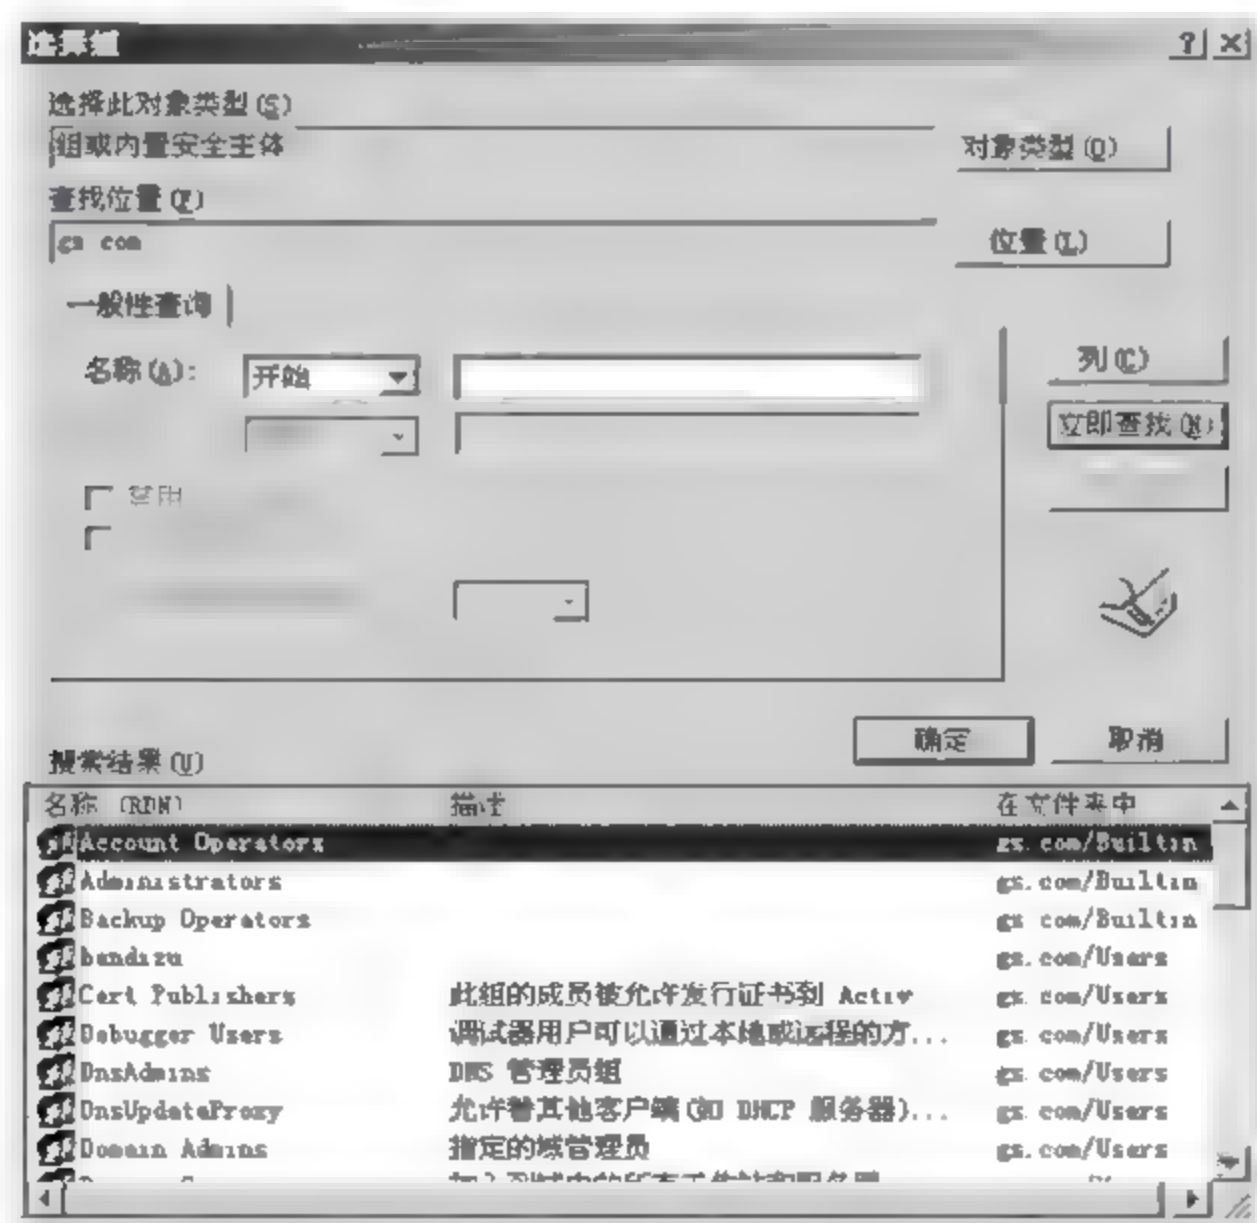 选择组
选择此对象类型(S)
组或内置安全主体
对象类型(O)
查找位置(F)
gs com
位置(L)
一般性查询
名称(A):
开始
列(C)
立即查找(N)
禁用
确定
取消
搜索结果(U)
名称 (RDN) 描述 在文件夹中
Account Operators gs.com/Builtin
Administrators gs.com/Builtin
Backup Operators gs com/Builtin
bendizu gs.com/Users
Cert Publishers 此组的成员被允许发行证书到 Activ gs com/Users
Debugger Users 调试器用户可以通过本地或远程的方... gs com/Users
DnsAdmins DNS 管理员组 gs com/Users
DnsUpdateProxy 允许替其他客户端(如 DHCP 服务器)... gs com/Users
Domain Admins 指定的域管理员 gs com/Users